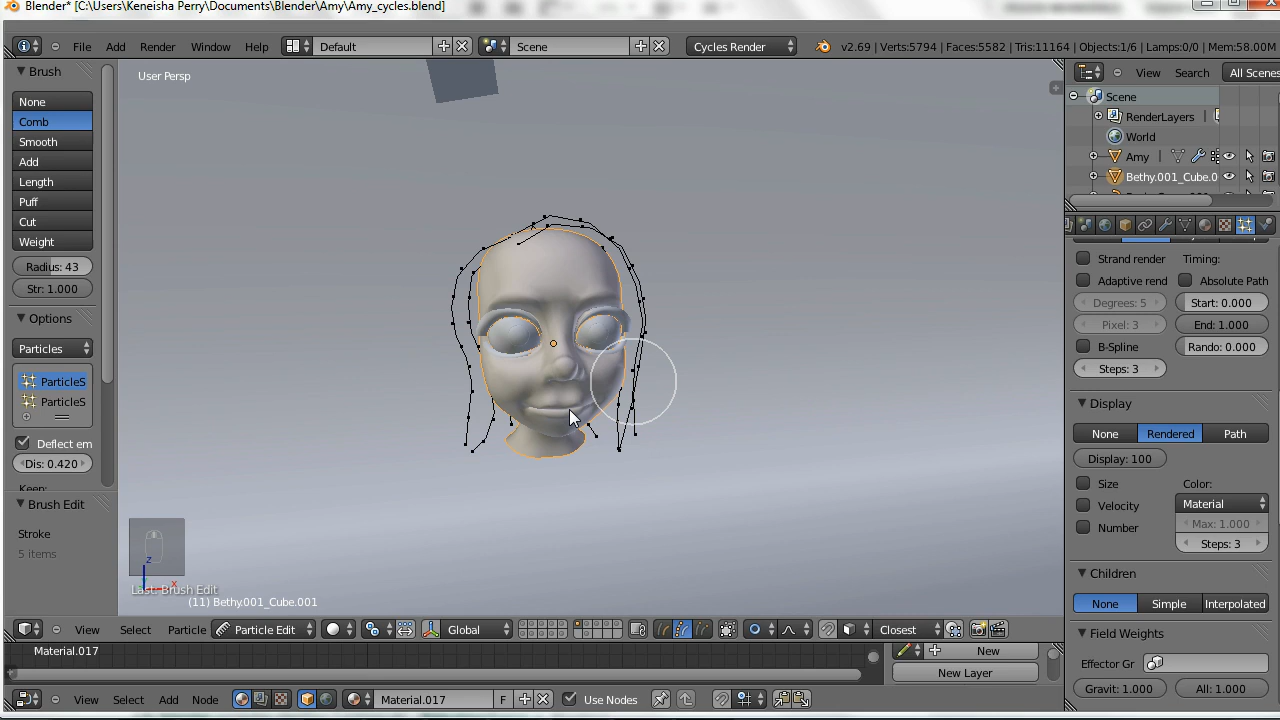 Blender* [C:\Users\Keneisha Perry\Documents\Blender\Amy\Amy_cycles.blend]
File Add Render Window Help Default Scene Cycles Render v2.69 | Verts:5794 | Faces:5582 | Tris:11164 | Objects:1/6 | Lamps:0/0 | Mem:58.00M
Brush
None
Comb
Smooth
Add
Length
Puff
Cut
Weight
Radius: 43
Str: 1.000
Options
Particles
ParticleS
ParticleS
Deflect em
Dis: 0.420
Keep:
Brush Edit
Stroke
5 items
User Persp
z
x
Last: Brush Edit
(11) Bethy.001_Cube.001
View Select Particle Particle Edit Global Closest
Material.017
New
New Layer
View Select Add Node Material.017 F Use Nodes
View Search All Scenes
Scene
RenderLayers |
World
Amy |
Bethy.001_Cube.0
Strand render Timing:
Adaptive rend Absolute Path
Degrees: 5 Start: 0.000
Pixel: 3 End: 1.000
B-Spline Rando: 0.000
Steps: 3
Display
None Rendered Path
Display: 100
Size Color:
Velocity Material
Number Max: 1.000
Steps: 3
Children
None Simple Interpolated
Field Weights
Effector Gr
Gravit: 1.000 All: 1.000